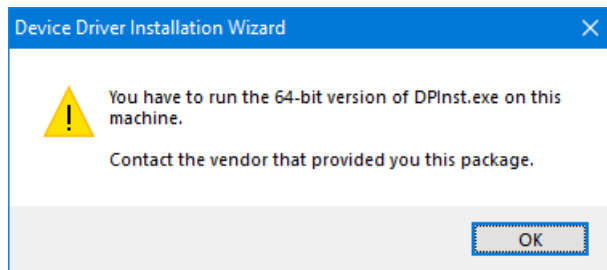 Device Driver Installation Wizard
You have to run the 64-bit version of DPInst.exe on this
machine.
Contact the vendor that provided you this package.
OK